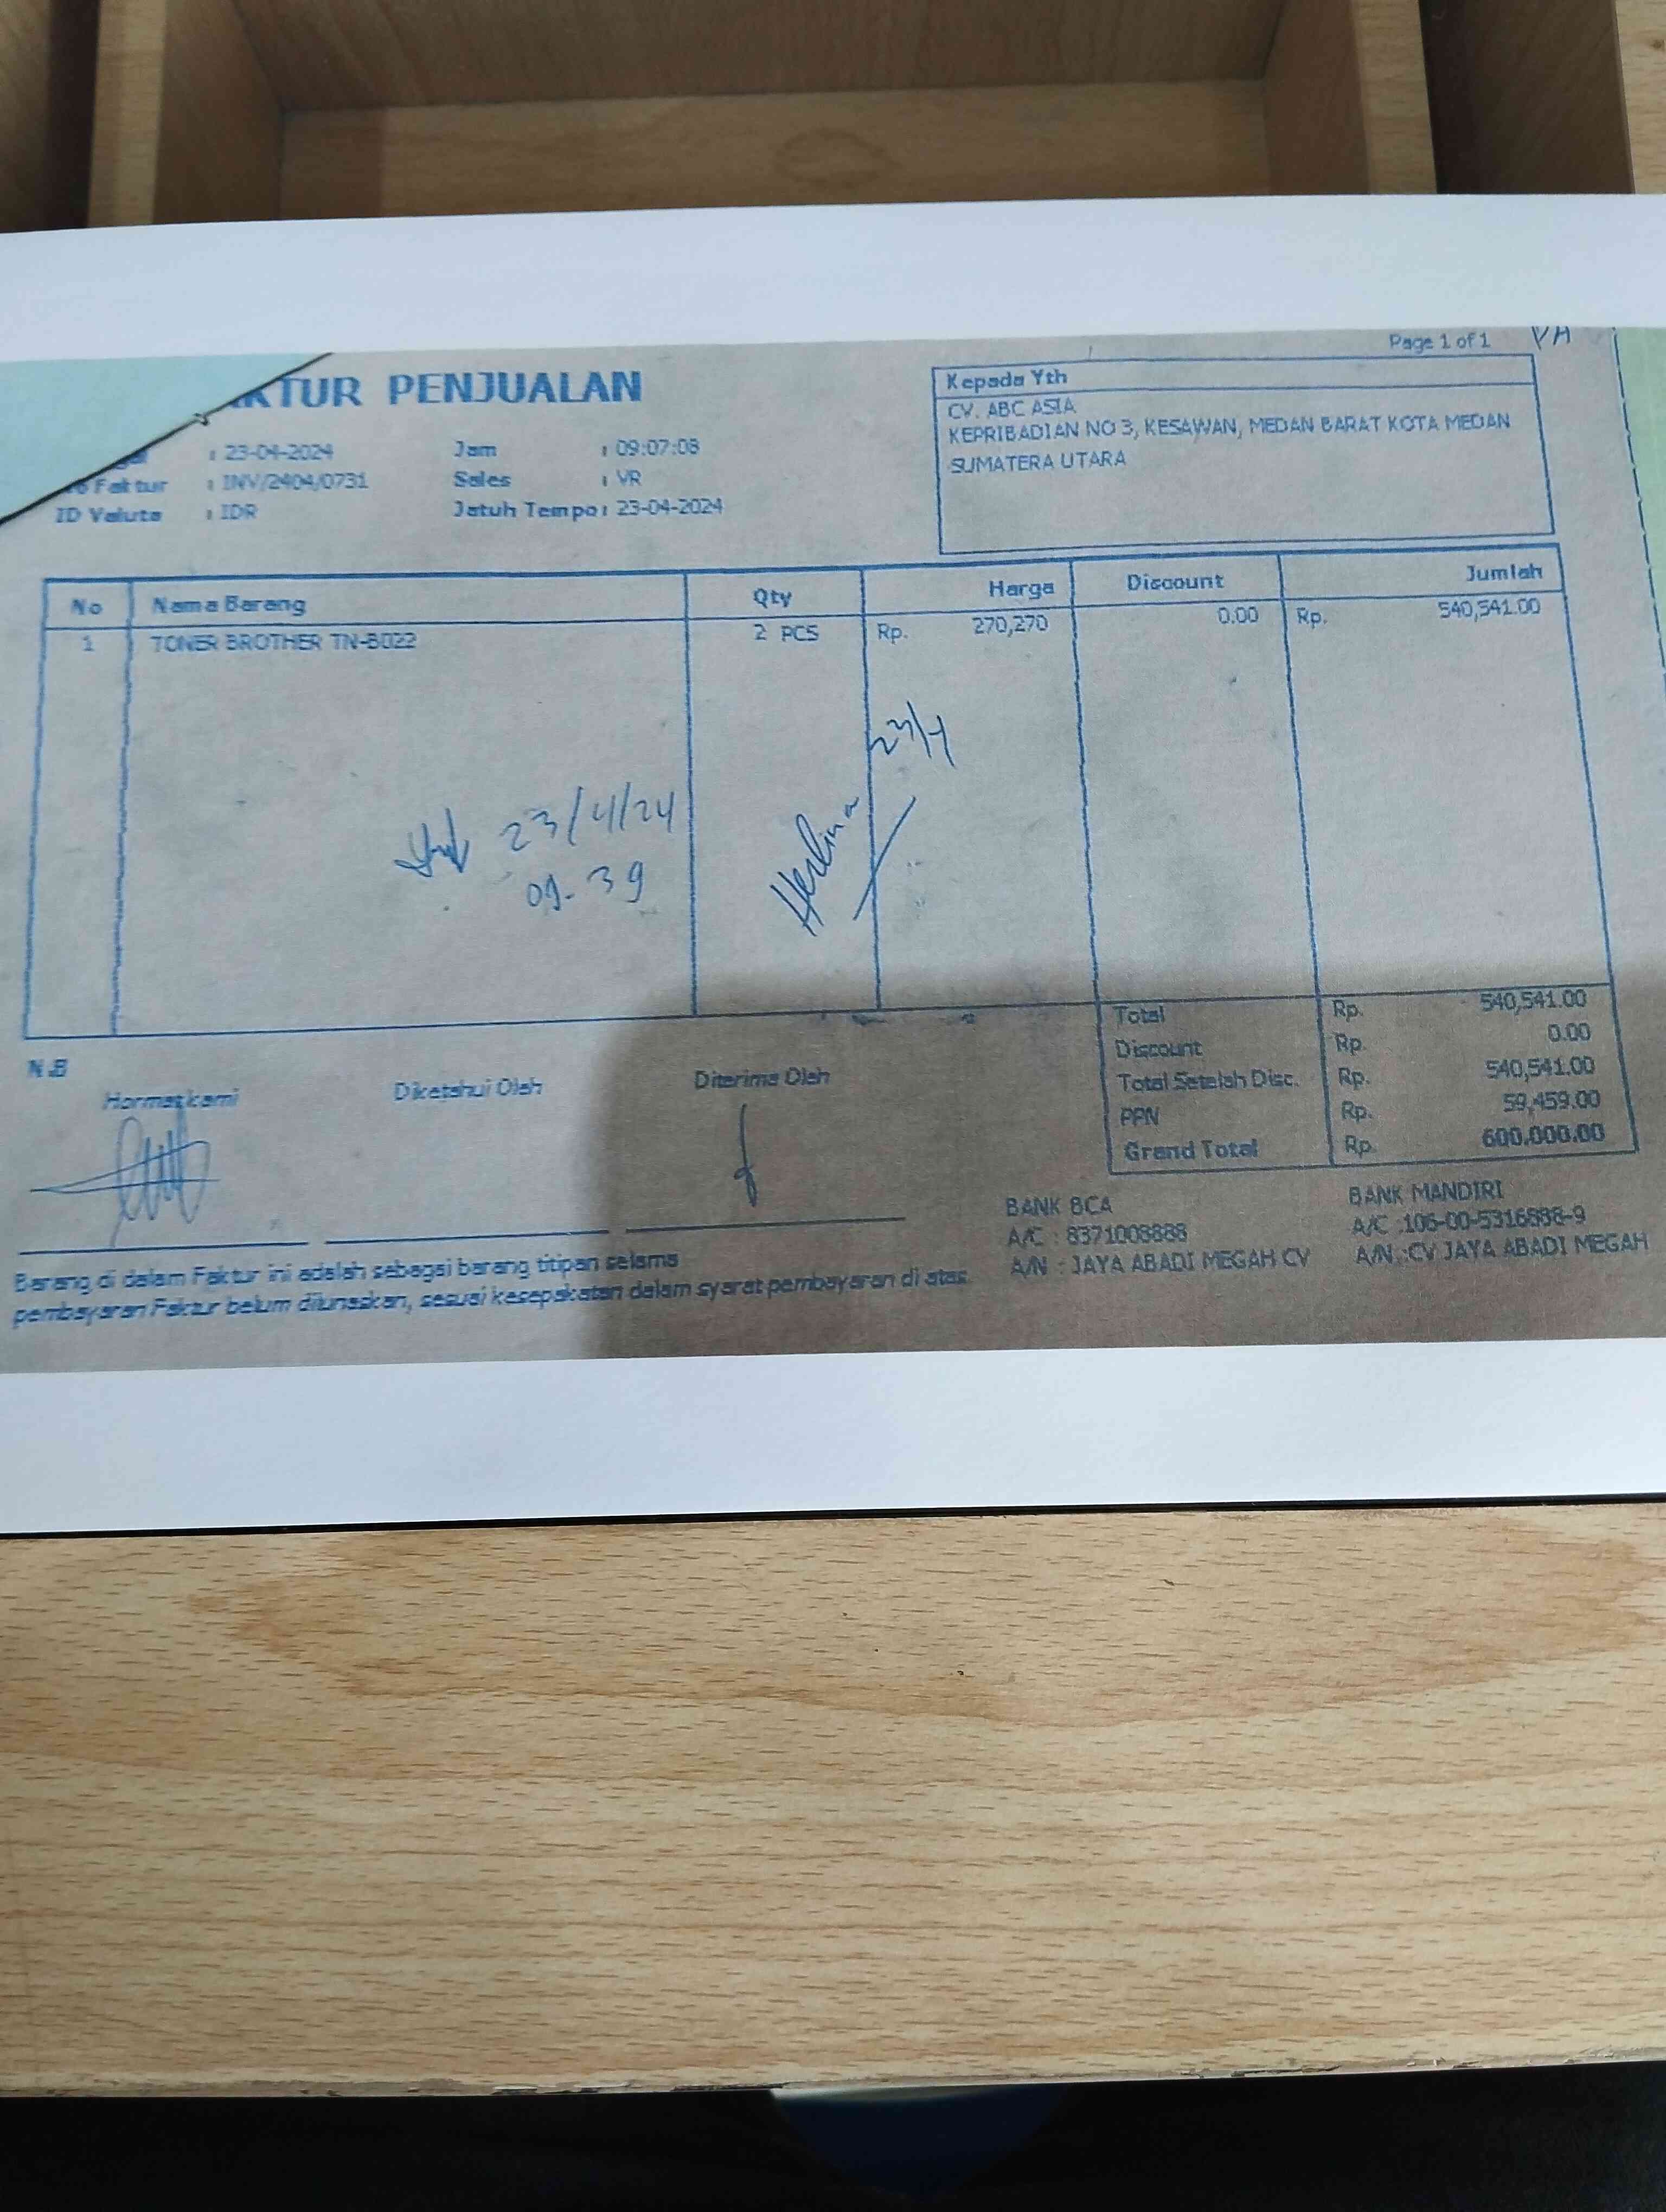 Page 1 of 1
TUR PENJUALAN
: 23-04-2024 Jam : 09:07:08
Faktur : INV/2404/0731 Sales : VR
ID Valuta : IDR Jatuh Tempo : 23-04-2024
Kepada Yth
CV. ABC ASIA
KEPRIBADIAN NO 3, KESAWAN, MEDAN BARAT KOTA MEDAN
SUMATERA UTARA
No Nama Barang Qty Harga Discount Jumlah
1 TONER BROTHER TN-B022 2 PCS Rp. 270,270 0.00 Rp. 540,541.00
23/4
23/4/24
09.39
Herlina
Total Rp. 540,541.00
Discount Rp. 0.00
Total Setelah Disc. Rp. 540,541.00
PPN Rp. 59,459.00
Grand Total Rp. 600,000.00
N.B
Hormat kami Diketahui Oleh Diterima Oleh
Barang di dalam Faktur ini adalah sebagai barang titipan selama
pembayaran Faktur belum dilunaskan, sesuai kesepakatan dalam syarat pembayaran di atas
BANK BCA
A/C : 8371008888
A/N : JAYA ABADI MEGAH CV
BANK MANDIRI
A/C :106-00-5316888-9
A/N :CV JAYA ABADI MEGAH